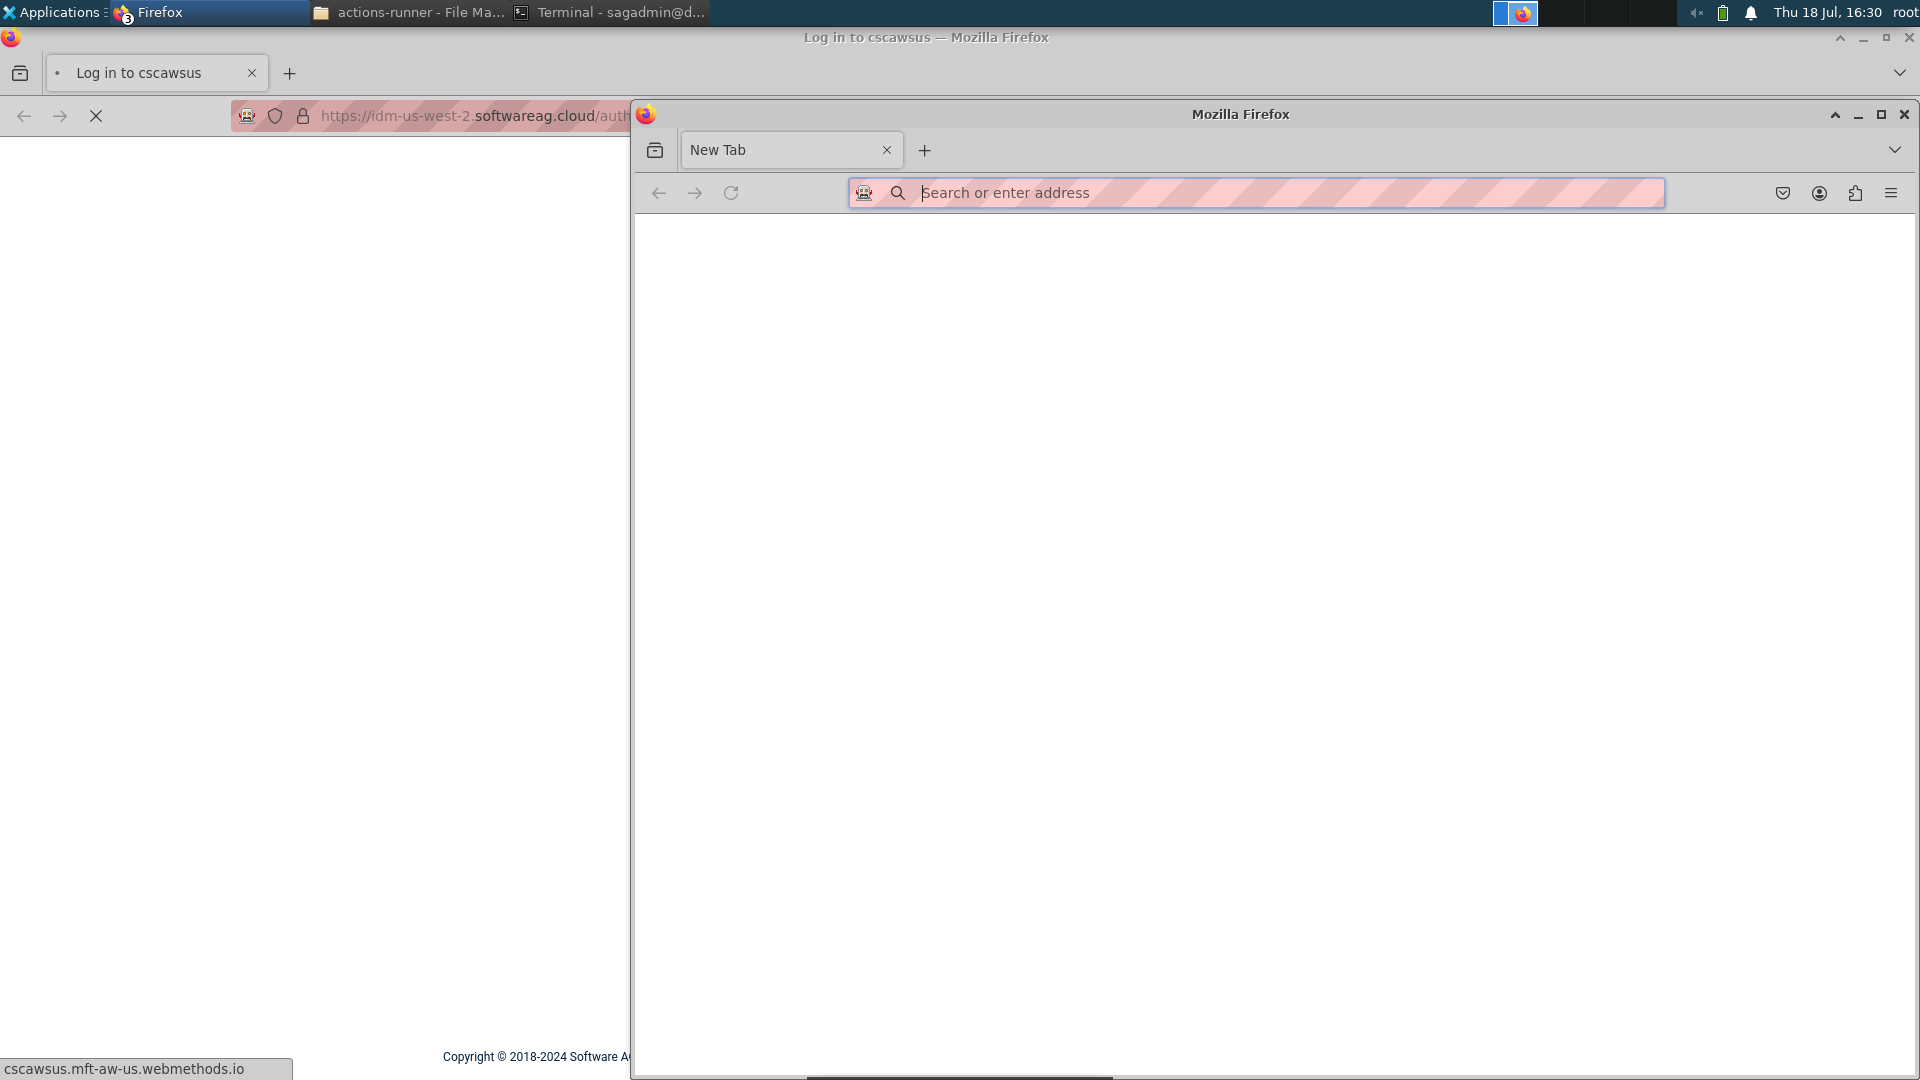 Applications
3
Firefox
actions-runner - File Ma...
Terminal - sagadmin@d...
Thu 18 Jul, 16:30
root
Log in to cscawsus — Mozilla Firefox
Log in to cscawsus
https://idm-us-west-2.softwareag.cloud/auth
Mozilla Firefox
New Tab
Search or enter address
Copyright © 2018-2024 Software A
cscawsus.mft-aw-us.webmethods.io